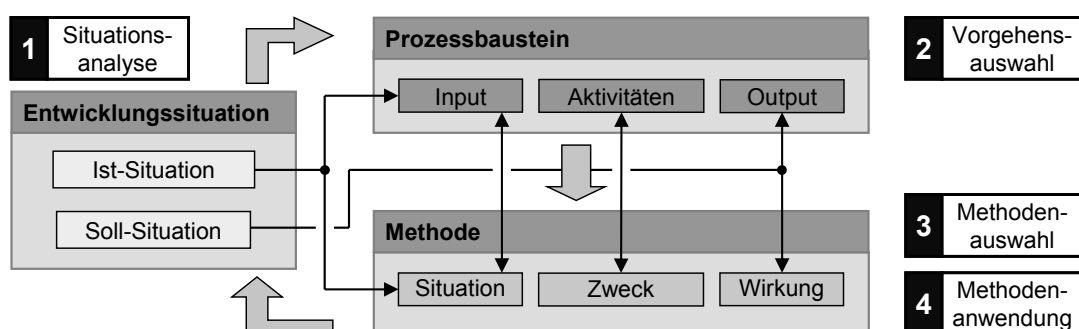 1
Situations-
analyse
Prozessbaustein
2
Vorgehens-
auswahl
Input
Aktivitäten
Output
Entwicklungssituation
Ist-Situation
Soll-Situation
Methode
3
Methoden-
auswahl
Situation
Zweck
Wirkung
4
Methoden-
anwendung